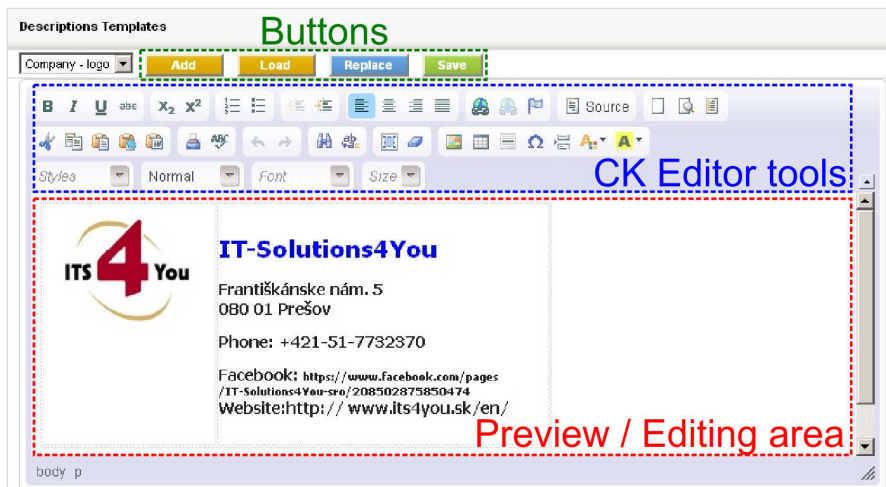 Descriptions Templates
Buttons
Company - logo Add Load Replace Save
B I U abc X₂ X² Source
ABC
Styles Normal Font Size
CK Editor tools
ITS 4 You
IT-Solutions4You
Františkánske nám. 5
080 01 Prešov
Phone: +421-51-7732370
Facebook: https://www.facebook.com/pages
/IT-Solutions4You-sro/208502875850474
Website:http:// www.its4you.sk/en/
Preview / Editing area
body p